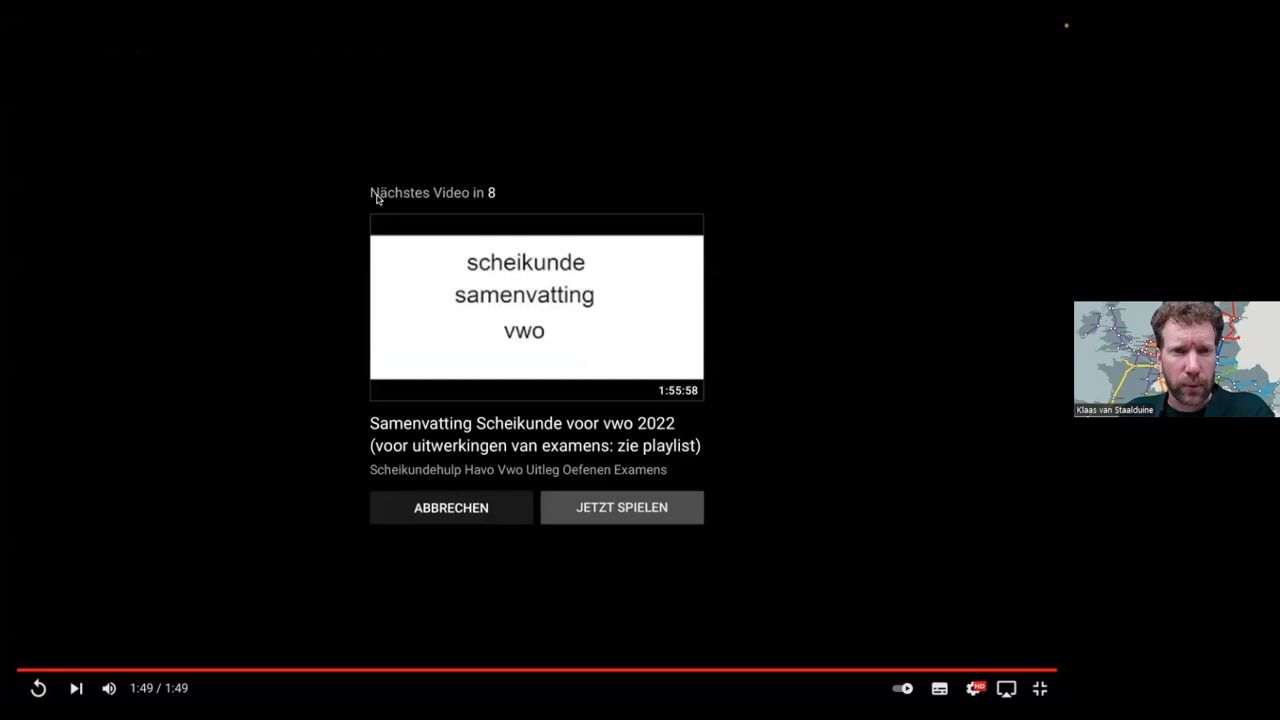 Nächstes Video in 8
scheikunde
samenvatting
vwo
1:55:58
Samenvatting Scheikunde voor vwo 2022
(voor uitwerkingen van examens: zie playlist)
Scheikundehulp Havo Vwo Uitleg Oefenen Examens
ABBRECHEN
JETZT SPIELEN
Klaas van Staalduine
1:49 / 1:49
HD